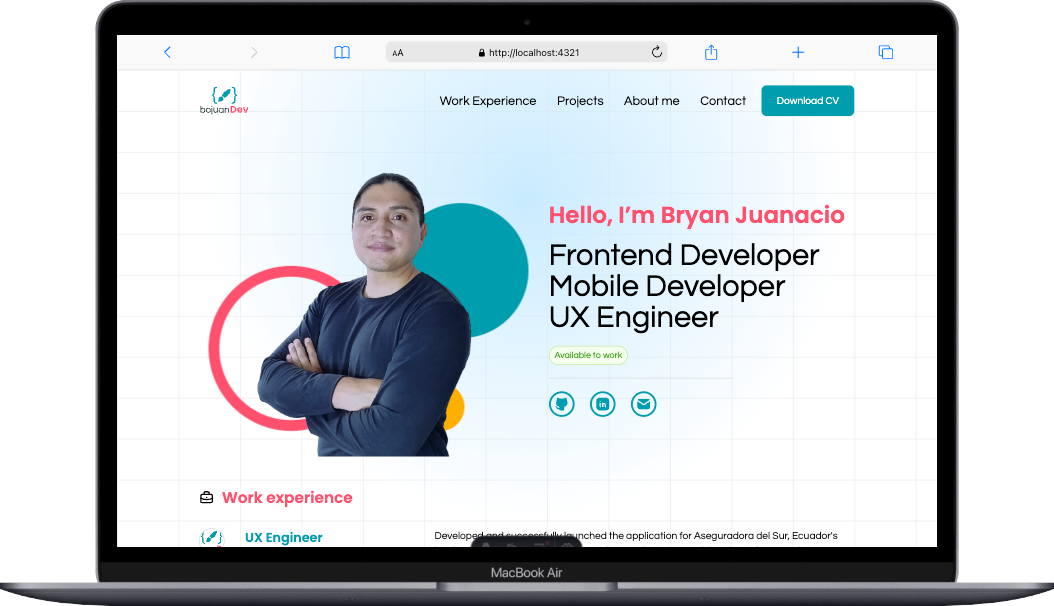 AA
http://localhost:4321
bojuanDev
Work Experience
Projects
About me
Contact
Download CV
Hello, I’m Bryan Juanacio
Frontend Developer
Mobile Developer
UX Engineer
Available to work
in
Work experience
UX Engineer
Developed and successfully launched the application for Aseguradora del Sur, Ecuador's
MacBook Air